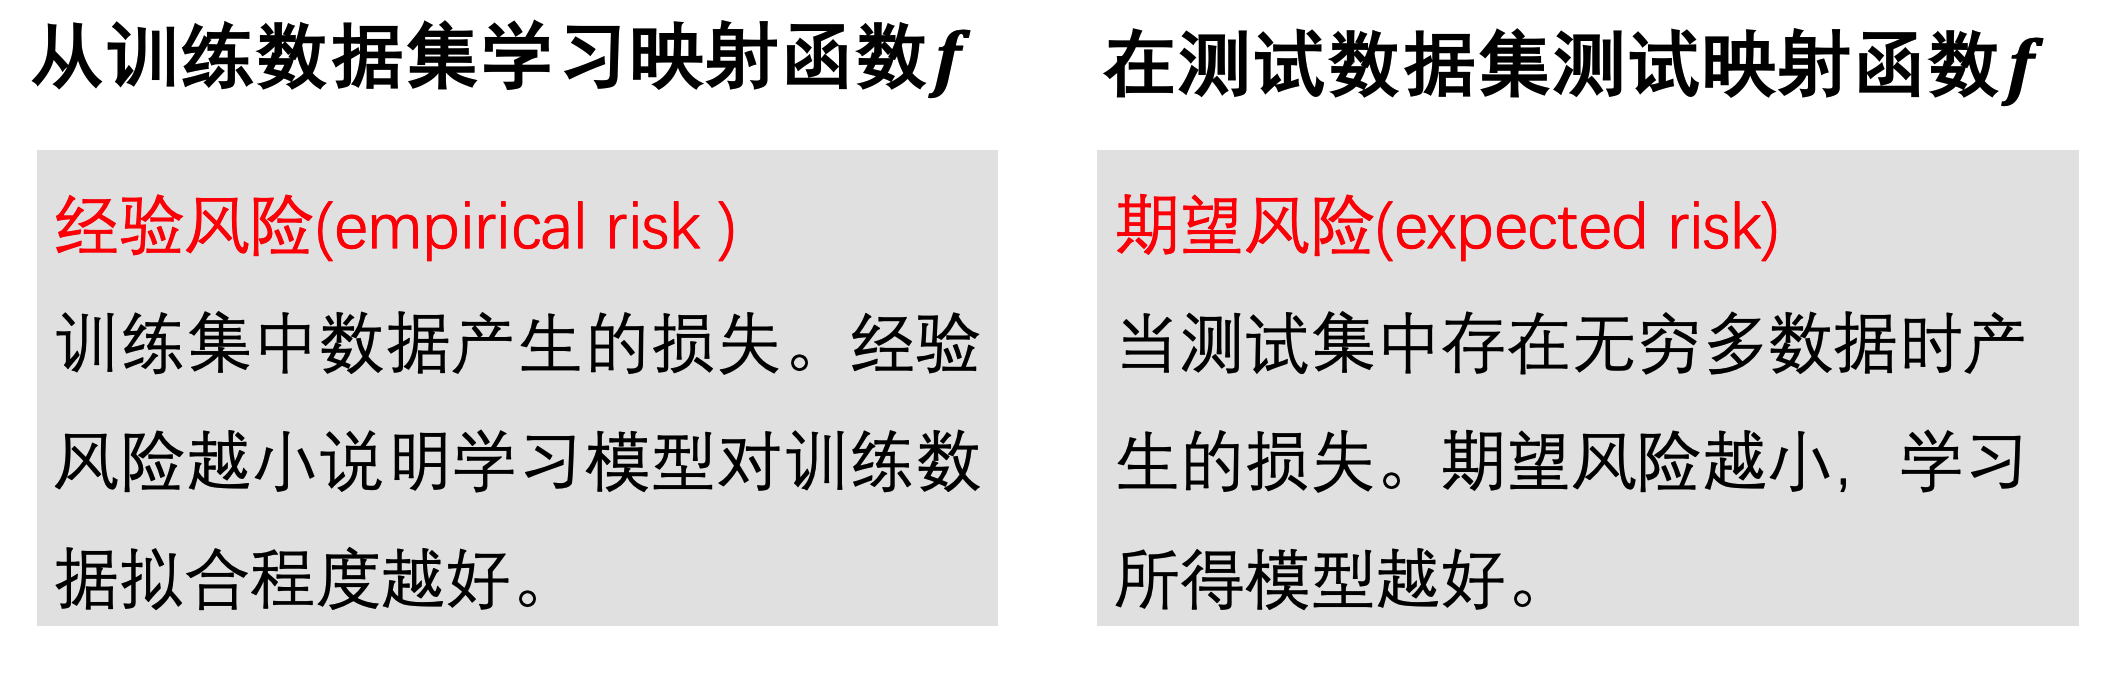 从训练数据集学习映射函数f
经验风险(empirical risk )
训练集中数据产生的损失。经验
风险越小说明学习模型对训练数
据拟合程度越好。
在测试数据集测试映射函数f
期望风险(expected risk)
当测试集中存在无穷多数据时产
生的损失。期望风险越小，学习
所得模型越好。